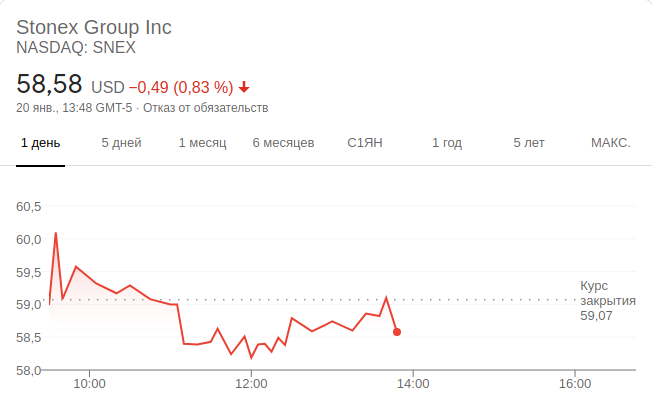 Stonex Group Inc
NASDAQ: SNEX
58,58 USD −0,49 (0,83 %)
20 янв., 13:48 GMT-5 · Отказ от обязательств
1 день 5 дней 1 месяц 6 месяцев С1ЯН 1 год 5 лет МАКС.
60,5
60,0
59,5
59,0
58,5
58,0
Курс
закрытия
59,07
10:00 12:00 14:00 16:00